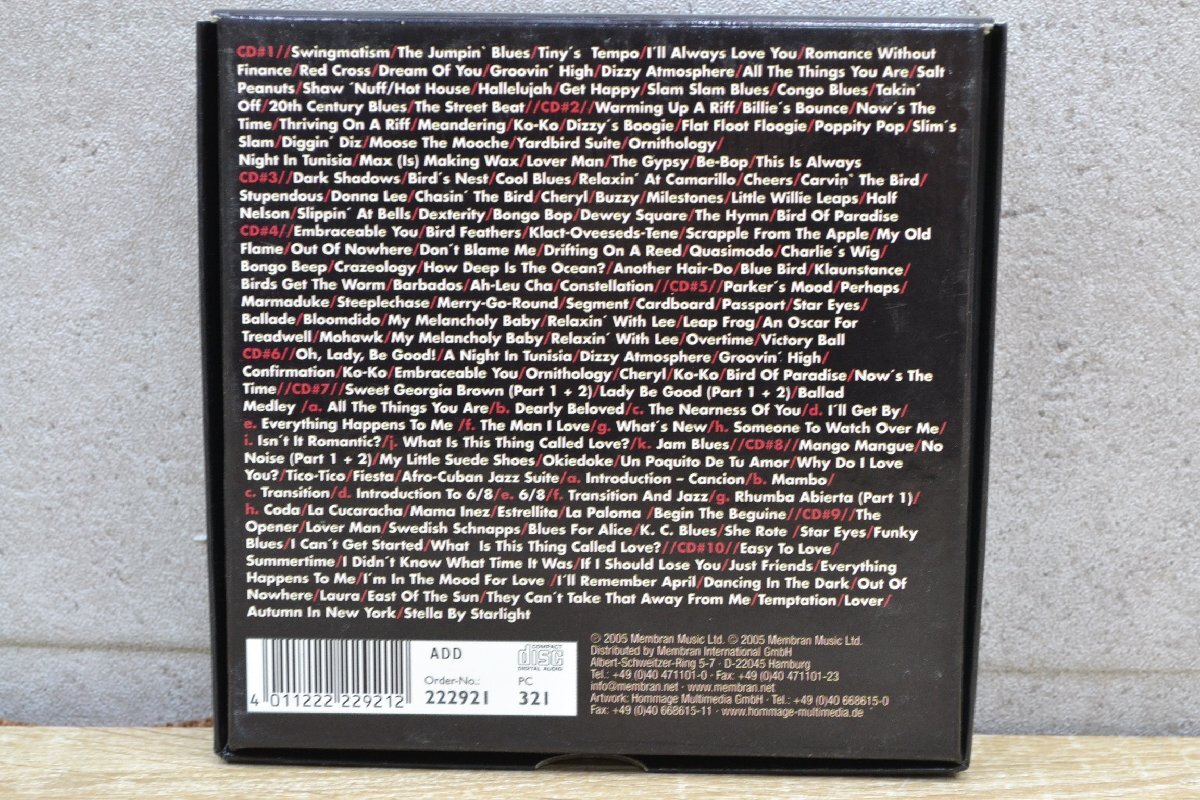 CD#1//Swingmatism/The Jumpin´ Blues/Tiny´s Tempo/I´ll Always Love You/Romance Without
Finance/Red Cross/Dream Of You/Groovin´ High/Dizzy Atmosphere/All The Things You Are/Salt
Peanuts/Shaw ´Nuff/Hot House/Hallelujah/Get Happy/Slam Slam Blues/Congo Blues/Takin´
Off/20th Century Blues/The Street Beat//CD#2//Warming Up A Riff/Billie´s Bounce/Now´s The
Time/Thriving On A Riff/Meandering/Ko-Ko/Dizzy´s Boogie/Flat Floot Floogie/Poppity Pop/Slim´s
Slam/Diggin´ Diz/Moose The Mooche/Yardbird Suite/Ornithology/
Night In Tunisia/Max (Is) Making Wax/Lover Man/The Gypsy/Be-Bop/This Is Always
CD#3//Dark Shadows/Bird´s Nest/Cool Blues/Relaxin´ At Camarillo/Cheers/Carvin´ The Bird/
Stupendous/Donna Lee/Chasin´ The Bird/Cheryl/Buzzy/Milestones/Little Willie Leaps/Half
Nelson/Slippin´ At Bells/Dexterity/Bongo Bop/Dewey Square/The Hymn/Bird Of Paradise
CD#4//Embraceable You/Bird Feathers/Klact-Oveeseds-Tene/Scrapple From The Apple/My Old
Flame/Out Of Nowhere/Don´t Blame Me/Drifting On A Reed/Quasimodo/Charlie´s Wig/
Bongo Beep/Crazeology/How Deep Is The Ocean?/Another Hair-Do/Blue Bird/Klaunstance/
Birds Get The Worm/Barbados/Ah-Leu Cha/Constellation//CD#5//Parker´s Mood/Perhaps/
Marmaduke/Steeplechase/Merry-Go-Round/Segment/Cardboard/Passport/Star Eyes/
Ballade/Bloomdido/My Melancholy Baby/Relaxin´ With Lee/Leap Frog/An Oscar For
Treadwell/Mohawk/My Melancholy Baby/Relaxin´ With Lee/Overtime/Victory Ball
CD#6//Oh, Lady, Be Good!/A Night In Tunisia/Dizzy Atmosphere/Groovin´ High/
Confirmation/Ko-Ko/Embraceable You/Ornithology/Cheryl/Ko-Ko/Bird Of Paradise/Now´s The
Time//CD#7//Sweet Georgia Brown (Part 1 + 2)/Lady Be Good (Part 1 + 2)/Ballad
Medley /a. All The Things You Are/b. Dearly Beloved/c. The Nearness Of You/d. I´ll Get By/
e. Everything Happens To Me /f. The Man I Love/g. What´s New/h. Someone To Watch Over Me/
i. Isn´t It Romantic?/j. What Is This Thing Called Love?/k. Jam Blues//CD#8//Mango Mangue/No
Noise (Part 1 + 2)/My Little Suede Shoes/Okiedoke/Un Poquito De Tu Amor/Why Do I Love
You?/Tico-Tico/Fiesta/Afro-Cuban Jazz Suite/a. Introduction – Cancion/b. Mambo/
c. Transition/d. Introduction To 6/8/e. 6/8/f. Transition And Jazz/g. Rhumba Abierta (Part 1)/
h. Coda/La Cucaracha/Mama Inez/Estrellita/La Paloma /Begin The Beguine//CD#9//The
Opener/Lover Man/Swedish Schnapps/Blues For Alice/K. C. Blues/She Rote /Star Eyes/Funky
Blues/I Can´t Get Started/What Is This Thing Called Love?//CD#10//Easy To Love/
Summertime/I Didn´t Know What Time It Was/If I Should Lose You/Just Friends/Everything
Happens To Me/I´m In The Mood For Love /I´ll Remember April/Dancing In The Dark/Out Of
Nowhere/Laura/East Of The Sun/They Can´t Take That Away From Me/Temptation/Lover/
Autumn In New York/Stella By Starlight
ADD
COMPACT
disc
DIGITAL AUDIO
Order-No.:
222921
PC
321
4 011222 229212
℗ 2005 Membran Music Ltd. © 2005 Membran Music Ltd.
Distributed by Membran International GmbH
Albert-Schweitzer-Ring 5-7 · D-22045 Hamburg
Tel.: +49 (0)40 471101-0 · Fax: +49 (0)40 471101-23
info@membran.net · www.membran.net
Artwork: Hommage Multimedia GmbH · Tel.: +49 (0)40 668615-0
Fax: +49 (0)40 668615-11 · www.hommage-multimedia.de